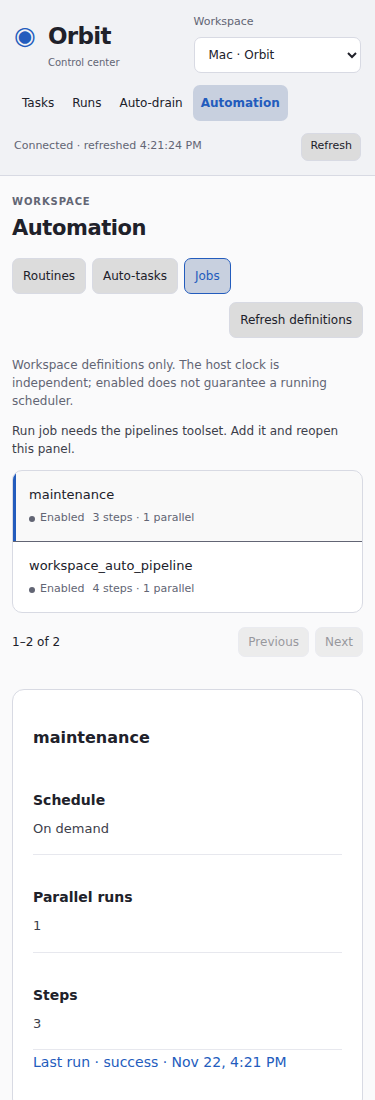 Orbit
Control center
Workspace
Mac · Orbit
Tasks Runs Auto-drain Automation
Connected · refreshed 4:21:24 PM
Refresh
WORKSPACE
Automation
Routines Auto-tasks Jobs
Refresh definitions
Workspace definitions only. The host clock is
independent; enabled does not guarantee a running
scheduler.
Run job needs the pipelines toolset. Add it and reopen
this panel.
maintenance
Enabled 3 steps · 1 parallel
workspace_auto_pipeline
Enabled 4 steps · 1 parallel
1–2 of 2
Previous Next
maintenance
Schedule
On demand
Parallel runs
1
Steps
3
Last run · success · Nov 22, 4:21 PM